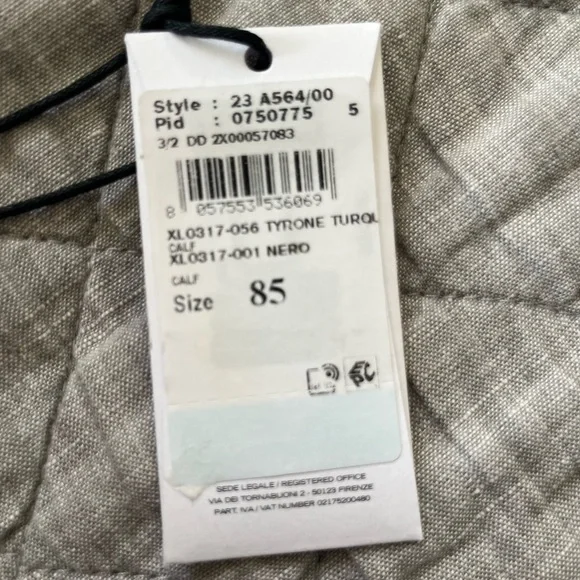 Style : 23 A564/00
Pid : 0750775 5
3/2 DD 2X00057083
8 057553 536069
XL0317-056 TYRONE TURQU
CALF
XL0317-001 NERO
CALF
Size 85
SEDE LEGALE / REGISTERED OFFICE
VIA DEI TORNABUONI 2 - 50123 FIRENZE
PART. IVA / VAT NUMBER 02175200480